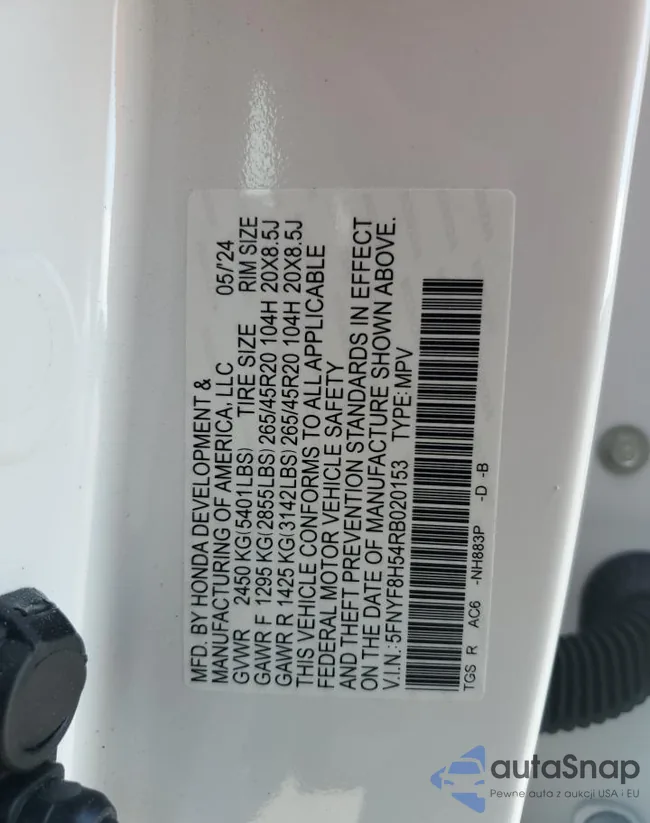 MFD. BY HONDA DEVELOPMENT &
MANUFACTURING OF AMERICA, LLC 05/'24
GVWR 2450 KG(5401LBS) TIRE SIZE RIM SIZE
GAWR F 1295 KG(2855LBS)265/45R20 104H 20X8.5J
GAWR R 1425 KG(3142LBS)265/45R20 104H 20X8.5J
THIS VEHICLE CONFORMS TO ALL APPLICABLE
FEDERAL MOTOR VEHICLE SAFETY
AND THEFT PREVENTION STANDARDS IN EFFECT
ON THE DATE OF MANUFACTURE SHOWN ABOVE.
V.I.N.:5FNYF8H54RB020153 TYPE:MPV
TGS R AC6 -NH883P -D -B
autaSnap
Pewne auta z aukcji USA i EU